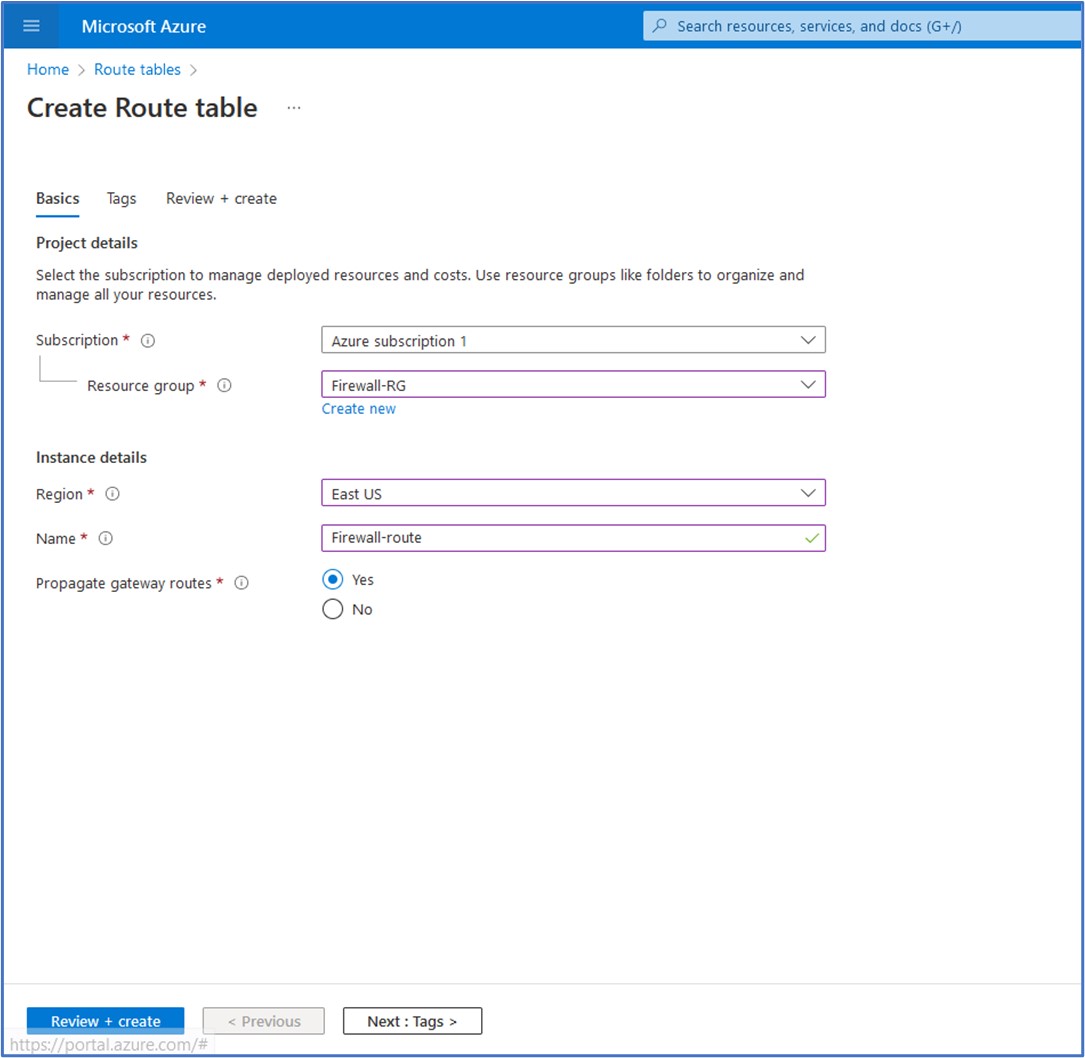 Microsoft Azure
Search resources, services, and docs (G+/)
Home > Route tables >
Create Route table ...
Basics Tags Review + create
Project details
Select the subscription to manage deployed resources and costs. Use resource groups like folders to organize and
manage all your resources.
Subscription *
Azure subscription 1
Resource group *
Firewall-RG
Create new
Instance details
Region *
East US
Name *
Firewall-route
Propagate gateway routes *
Yes
No
Review + create
< Previous
Next : Tags >
https://portal.azure.com/#